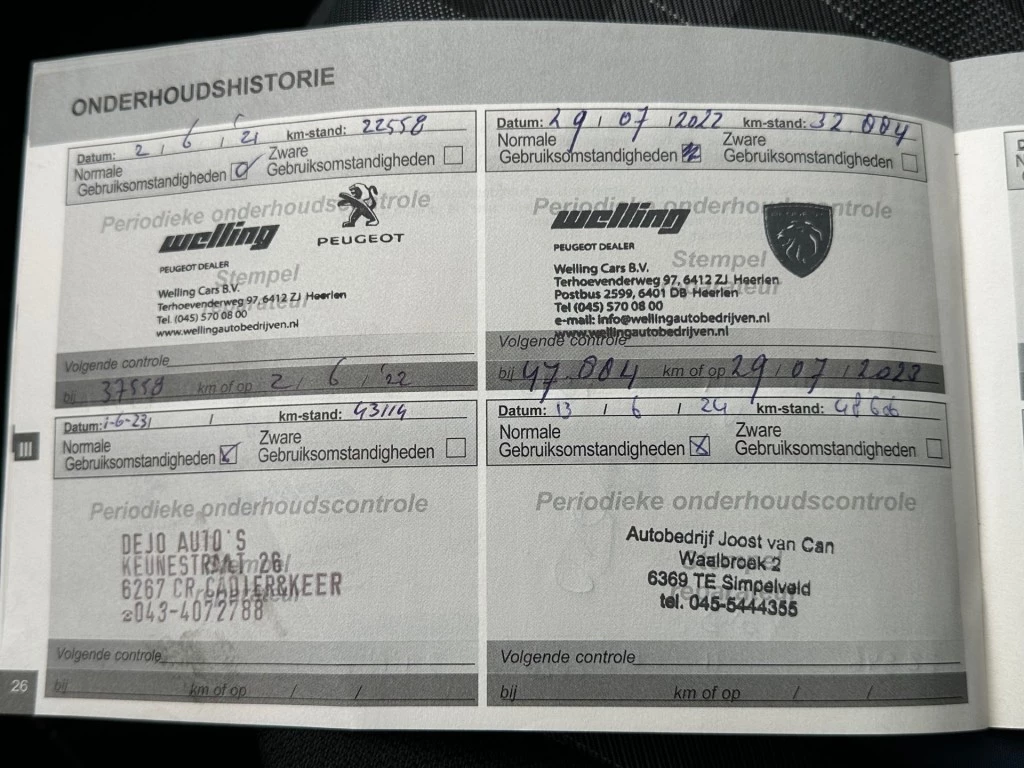 ONDERHOUDSHISTORIE
Datum: 2 / 6 / 21 km-stand: 22558
Normale
Gebruiksomstandigheden
Zware
Gebruiksomstandigheden
Periodieke onderhoudscontrole
welling
PEUGEOT
PEUGEOT DEALER
Stempel
reparateur
Welling Cars B.V.
Terhoevenderweg 97, 6412 ZJ Heerlen
Tel. (045) 570 08 00
www.wellingautobedrijven.nl
Volgende controle
bij 37558 km of op 2 / 6 / '22
Datum: 29 / 07 / 2022 km-stand: 32.004
Normale
Gebruiksomstandigheden
Zware
Gebruiksomstandigheden
Periodieke onderhoudscontrole
welling
PEUGEOT DEALER
Stempel
reparateur
Welling Cars B.V.
Terhoevenderweg 97, 6412 ZJ Heerlen
Postbus 2599, 6401 DB Heerlen
Tel (045) 570 08 00
e-mail: info@wellingautobedrijven.nl
www.wellingautobedrijven.nl
Volgende controle
bij 47.004 km of op 29 / 07 / 2023
Datum: 1-6-23 / / km-stand: 43114
Normale
Gebruiksomstandigheden
Zware
Gebruiksomstandigheden
Periodieke onderhoudscontrole
Stempel
reparateur
DEJO AUTO'S
KEUNESTRAAT 26
6267 CR CADIER&KEER
☎043-4072788
Volgende controle
bij km of op / /
Datum: 13 / 6 / 24 km-stand: 48606
Normale
Gebruiksomstandigheden
Zware
Gebruiksomstandigheden
Periodieke onderhoudscontrole
Stempel
reparateur
Autobedrijf Joost van Can
Waalbroek 2
6369 TE Simpelveld
tel. 045-5444355
Volgende controle
bij km of op / /
III
26